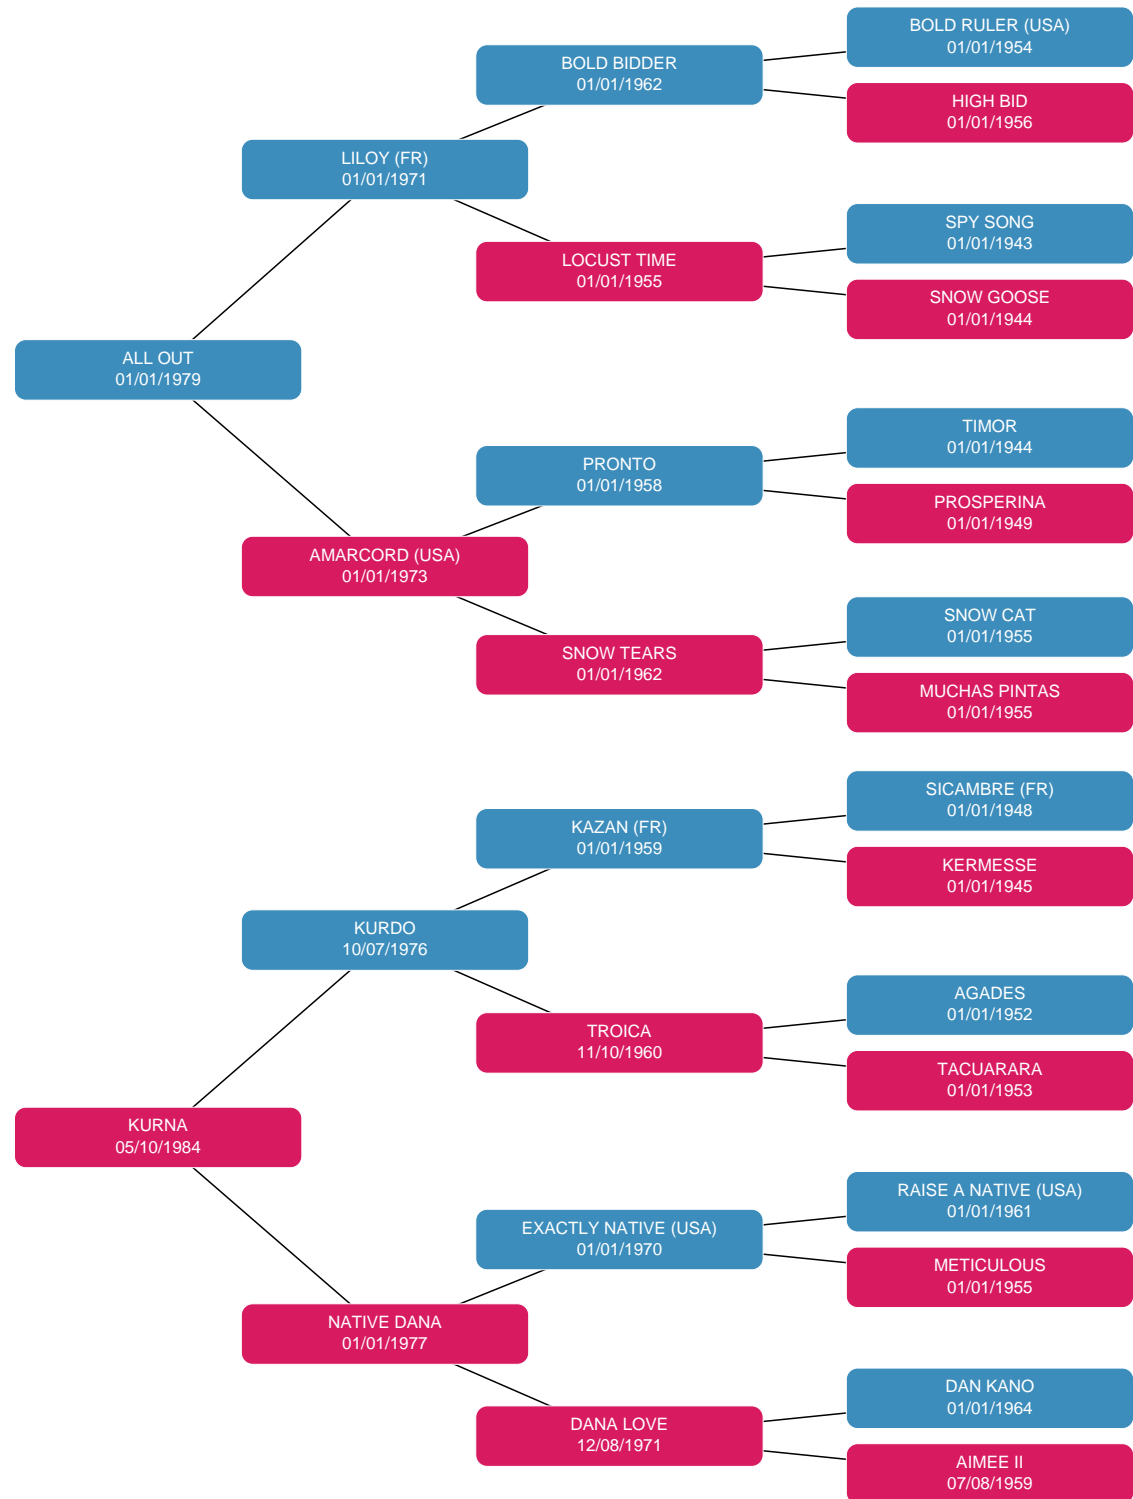 BOLD RULER (USA)
01/01/1954
BOLD BIDDER
01/01/1962
HIGH BID
01/01/1956
LILOY (FR)
01/01/1971
SPY SONG
01/01/1943
LOCUST TIME
01/01/1955
SNOW GOOSE
01/01/1944
ALL OUT
01/01/1979
TIMOR
01/01/1944
PRONTO
01/01/1958
PROSPERINA
01/01/1949
AMARCORD (USA)
01/01/1973
SNOW CAT
01/01/1955
SNOW TEARS
01/01/1962
MUCHAS PINTAS
01/01/1955
SICAMBRE (FR)
01/01/1948
KAZAN (FR)
01/01/1959
KERMESSE
01/01/1945
KURDO
10/07/1976
AGADES
01/01/1952
TROICA
11/10/1960
TACUARARA
01/01/1953
KURNA
05/10/1984
RAISE A NATIVE (USA)
01/01/1961
EXACTLY NATIVE (USA)
01/01/1970
METICULOUS
01/01/1955
NATIVE DANA
01/01/1977
DAN KANO
01/01/1964
DANA LOVE
12/08/1971
AIMEE II
07/08/1959